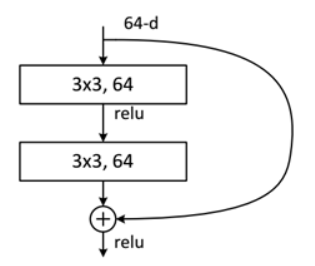 64-d
3x3, 64
relu
3x3, 64
+
relu